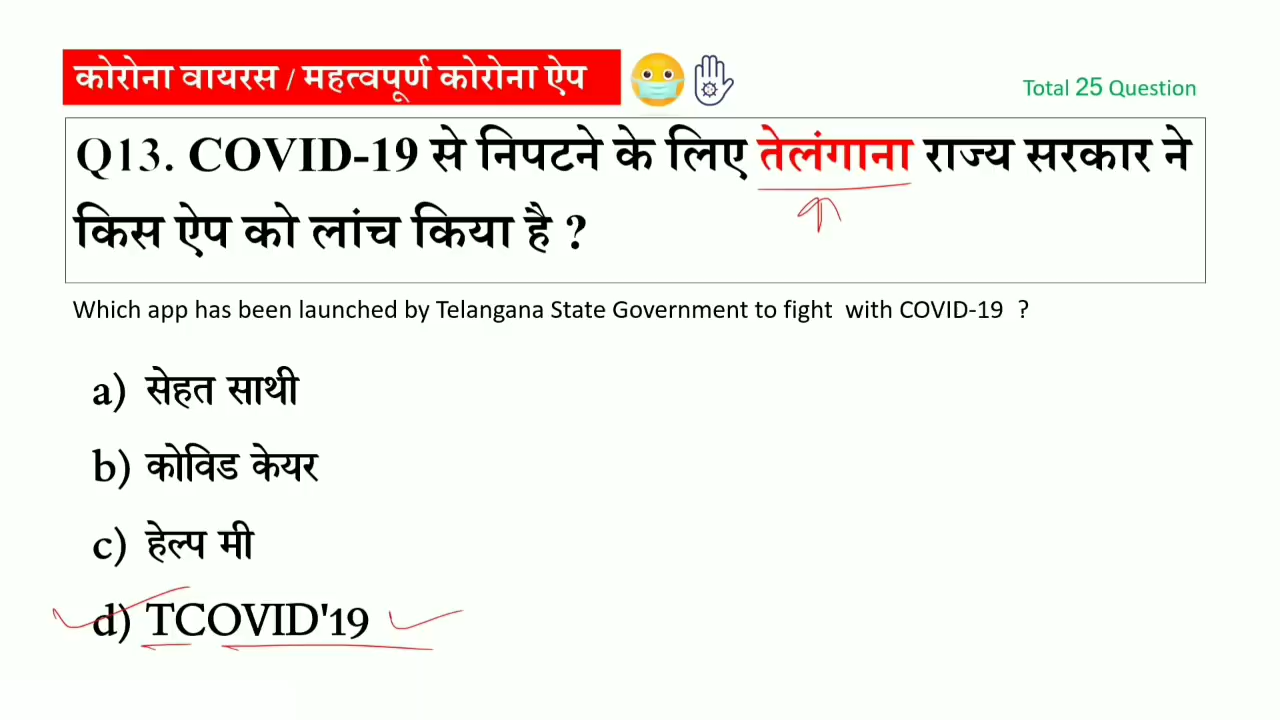 कोरोना वायरस / महत्वपूर्ण कोरोना ऐप
Total 25 Question
Q13. COVID-19 से निपटने के लिए तेलंगाना राज्य सरकार ने
किस ऐप को लांच किया है ?
Which app has been launched by Telangana State Government to fight with COVID-19 ?
a) सेहत साथी
b) कोविड केयर
c) हेल्प मी
d) TCOVID'19